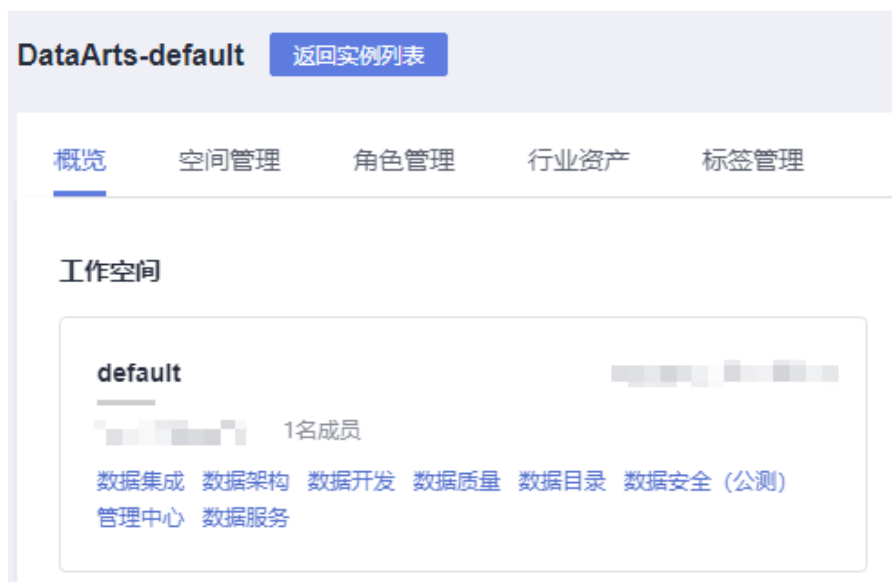 DataArts-default 返回实例列表
概览 空间管理 角色管理 行业资产 标签管理
工作空间
default
1名成员
数据集成 数据架构 数据开发 数据质量 数据目录 数据安全（公测）
管理中心 数据服务